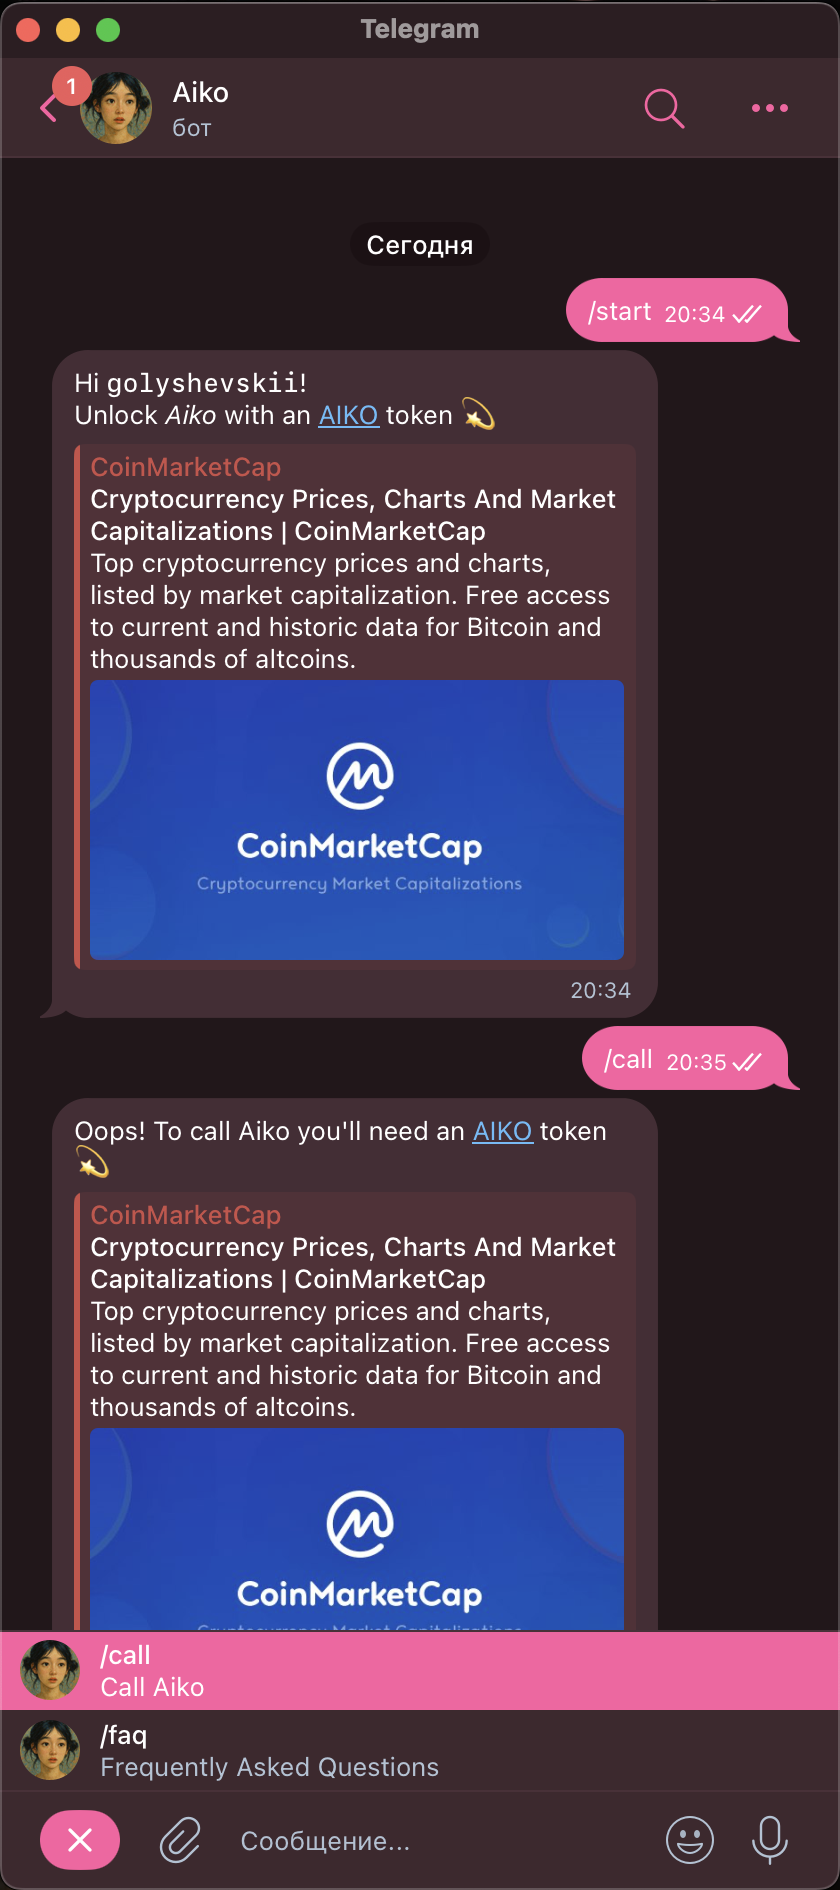 Telegram
1
Aiko
бот
Сегодня
/start 20:34
Hi golyshevskii!
Unlock Aiko with an AIKO token 💫
CoinMarketCap
Cryptocurrency Prices, Charts And Market
Capitalizations | CoinMarketCap
Top cryptocurrency prices and charts,
listed by market capitalization. Free access
to current and historic data for Bitcoin and
thousands of altcoins.
CoinMarketCap
Cryptocurrency Market Capitalizations
20:34
/call 20:35
Oops! To call Aiko you'll need an AIKO token
💫
CoinMarketCap
Cryptocurrency Prices, Charts And Market
Capitalizations | CoinMarketCap
Top cryptocurrency prices and charts,
listed by market capitalization. Free access
to current and historic data for Bitcoin and
thousands of altcoins.
CoinMarketCap
/call
Call Aiko
/faq
Frequently Asked Questions
Сообщение...